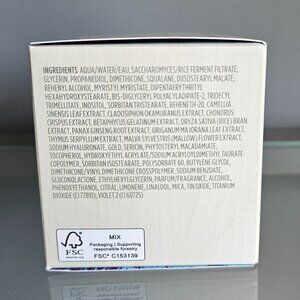 INGREDIENTS AQUA/WATER/EAU, SACCHAROMYCES/RICE FERMENT FILTRATE,
GLYCERIN, PROPANEDIOL, DIMETHICONE, SQUALANE, DIISOSTEARYL MALATE,
BEHENYL ALCOHOL, MYRISTYL MYRISTATE, DIPENTAERYTHRITYL
HEXAHYDROXYSTEARATE, BIS-DIGLYCERYL POLYACYLADIPATE-2, TRIDECYL
TRIMELLITATE, INOSITOL, SORBITAN TRISTEARATE, BEHENETH-20, CAMELLIA
SINENSIS LEAF EXTRACT, CLADOSIPHON OKAMURANUS EXTRACT, CHONDRUS
CRISPUS EXTRACT, BETAPHYCUS GELATINUM EXTRACT, ORYZA SATIVA (RICE) BRAN
EXTRACT, PANAX GINSENG ROOT EXTRACT, ORIGANUM MAJORANA LEAF EXTRACT,
THYMUS SERPYLLUM EXTRACT, MALVA SYLVESTRIS (MALLOW) FLOWER EXTRACT,
SODIUM HYALURONATE, GOLD, SERICIN, PHYTOSTERYL MACADAMIATE,
TOCOPHEROL, HYDROXYETHYL ACRYLATE/SODIUM ACRYLOYLDIMETHYL TAURATE
COPOLYMER, SORBITAN ISOSTEARATE, POLYSORBATE 60, BUTYLENE GLYCOL,
DIMETHICONE/VINYL DIMETHICONE CROSSPOLYMER, SODIUM BENZOATE,
GLUCONOLACTONE, ETHYLHEXYLGLYCERIN, PARFUM/FRAGRANCE, ALCOHOL,
PHENOXYETHANOL, CITRAL, LIMONENE, LINALOOL, MICA, TIN OXIDE, TITANIUM
DIOXIDE (CI 77891), VIOLET 2 (CI 60725)
FSC
www.fsc.org
MIX
Packaging | Supporting
responsible forestry
FSC® C153139